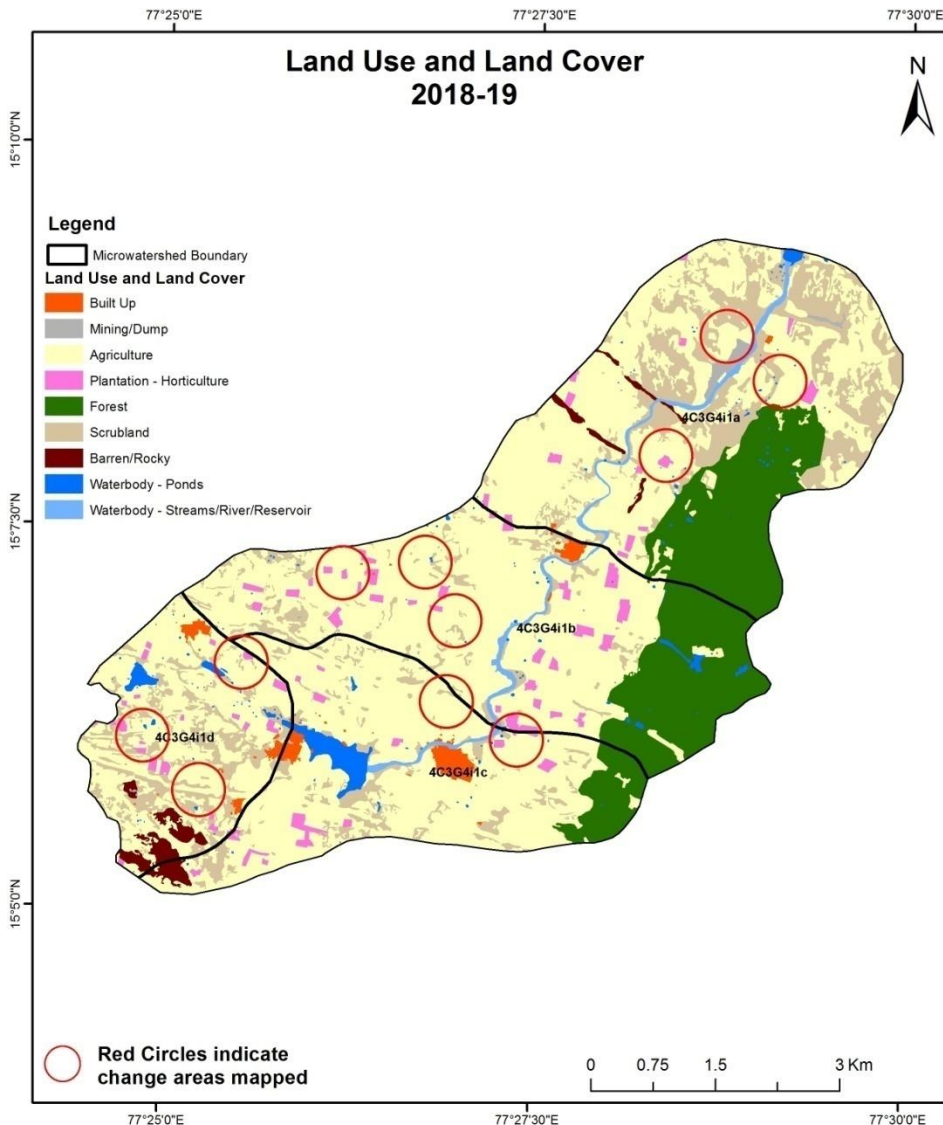 77°25'0"E
77°27'30"E
77°30'0"E
Land Use and Land Cover
2018-19
N
15°10'0"N
Legend
Microwatershed Boundary
Land Use and Land Cover
Built Up
Mining/Dump
Agriculture
Plantation - Horticulture
Forest
Scrubland
Barren/Rocky
Waterbody - Ponds
Waterbody - Streams/River/Reservoir
4C3G4i1a
15°7'30"N
4C3G4i1b
4C3G4i1d
4C3G4i1c
15°5'0"N
Red Circles indicate
change areas mapped
0 0.75 1.5 3 Km
77°25'0"E
77°27'30"E
77°30'0"E